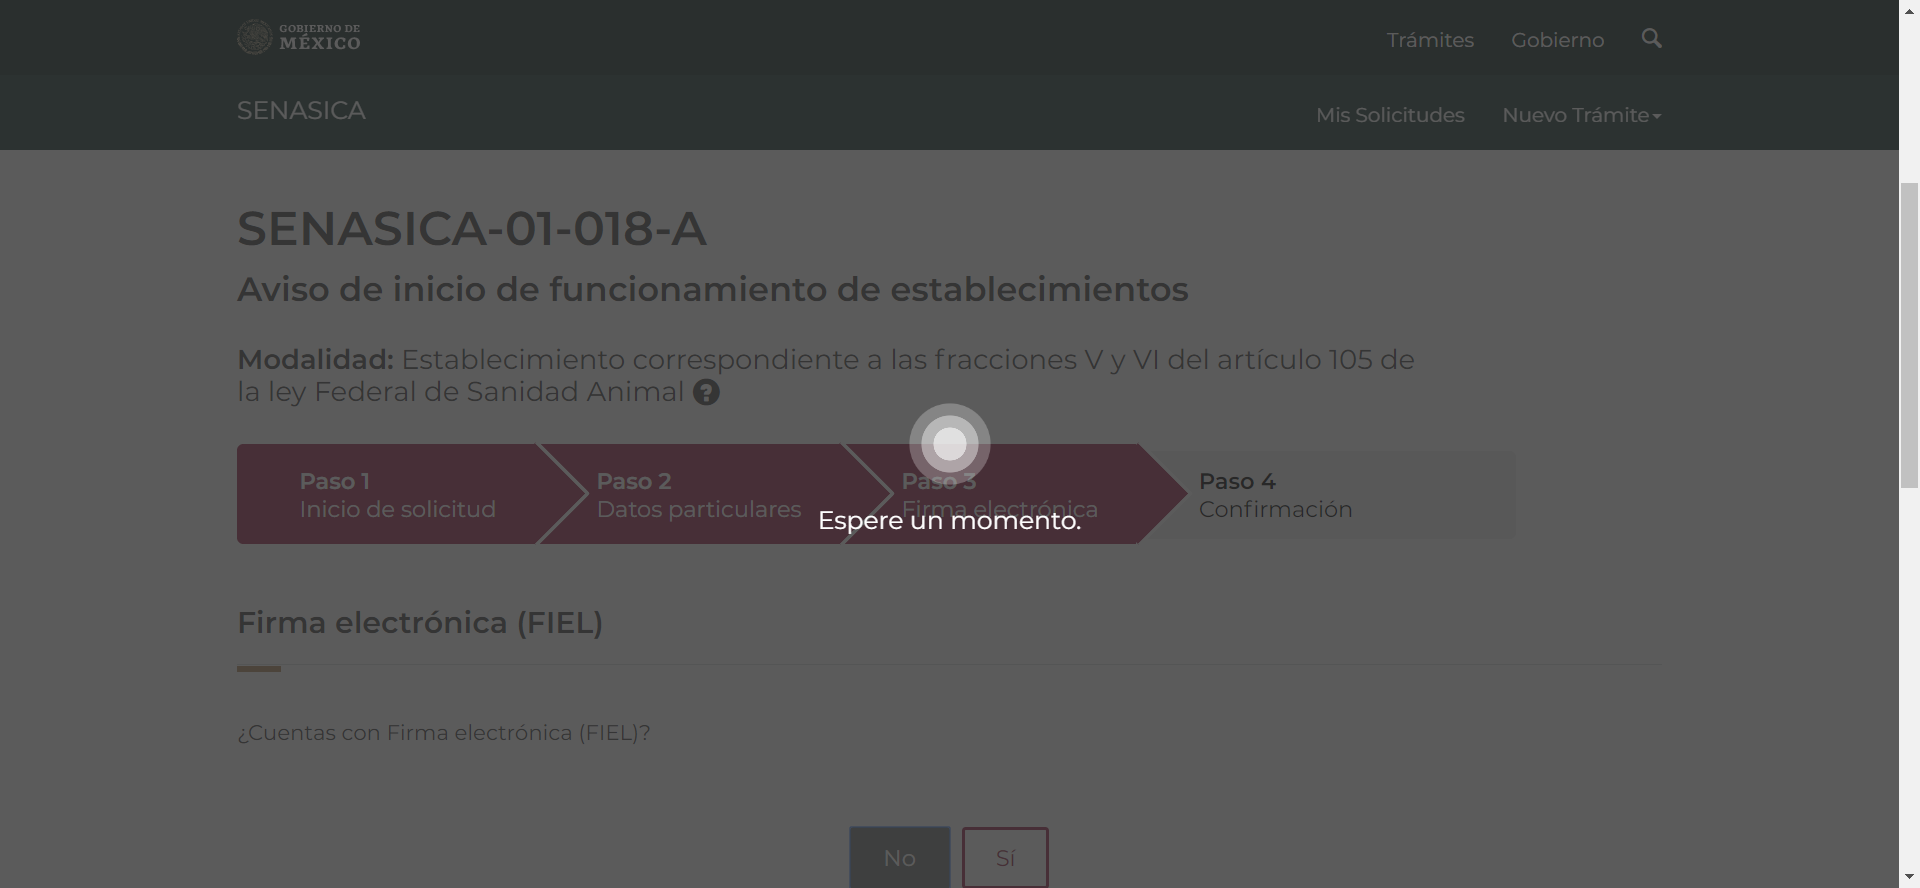 GOBIERNO DE
MÉXICO
Trámites
Gobierno
SENASICA
Mis Solicitudes
Nuevo Trámite
SENASICA-01-018-A
Aviso de inicio de funcionamiento de establecimientos
Modalidad: Establecimiento correspondiente a las fracciones V y VI del artículo 105 de
la ley Federal de Sanidad Animal ?
Paso 1
Inicio de solicitud
Paso 2
Datos particulares
Paso 3
Firma electrónica
Paso 4
Confirmación
Espere un momento.
Firma electrónica (FIEL)
¿Cuentas con Firma electrónica (FIEL)?
No
Sí